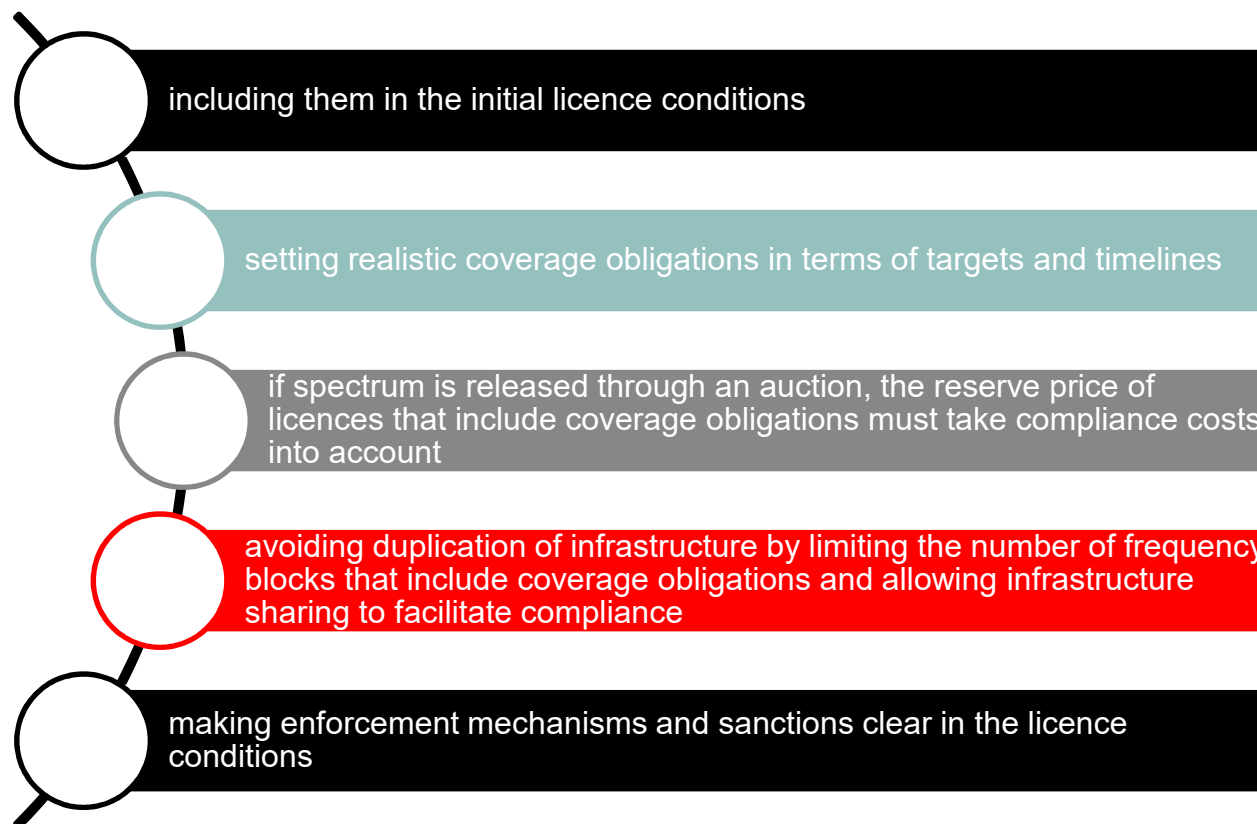 including them in the initial licence conditions
setting realistic coverage obligations in terms of targets and timelines
if spectrum is released through an auction, the reserve price of
licences that include coverage obligations must take compliance costs
into account
avoiding duplication of infrastructure by limiting the number of frequency
blocks that include coverage obligations and allowing infrastructure
sharing to facilitate compliance
making enforcement mechanisms and sanctions clear in the licence
conditions